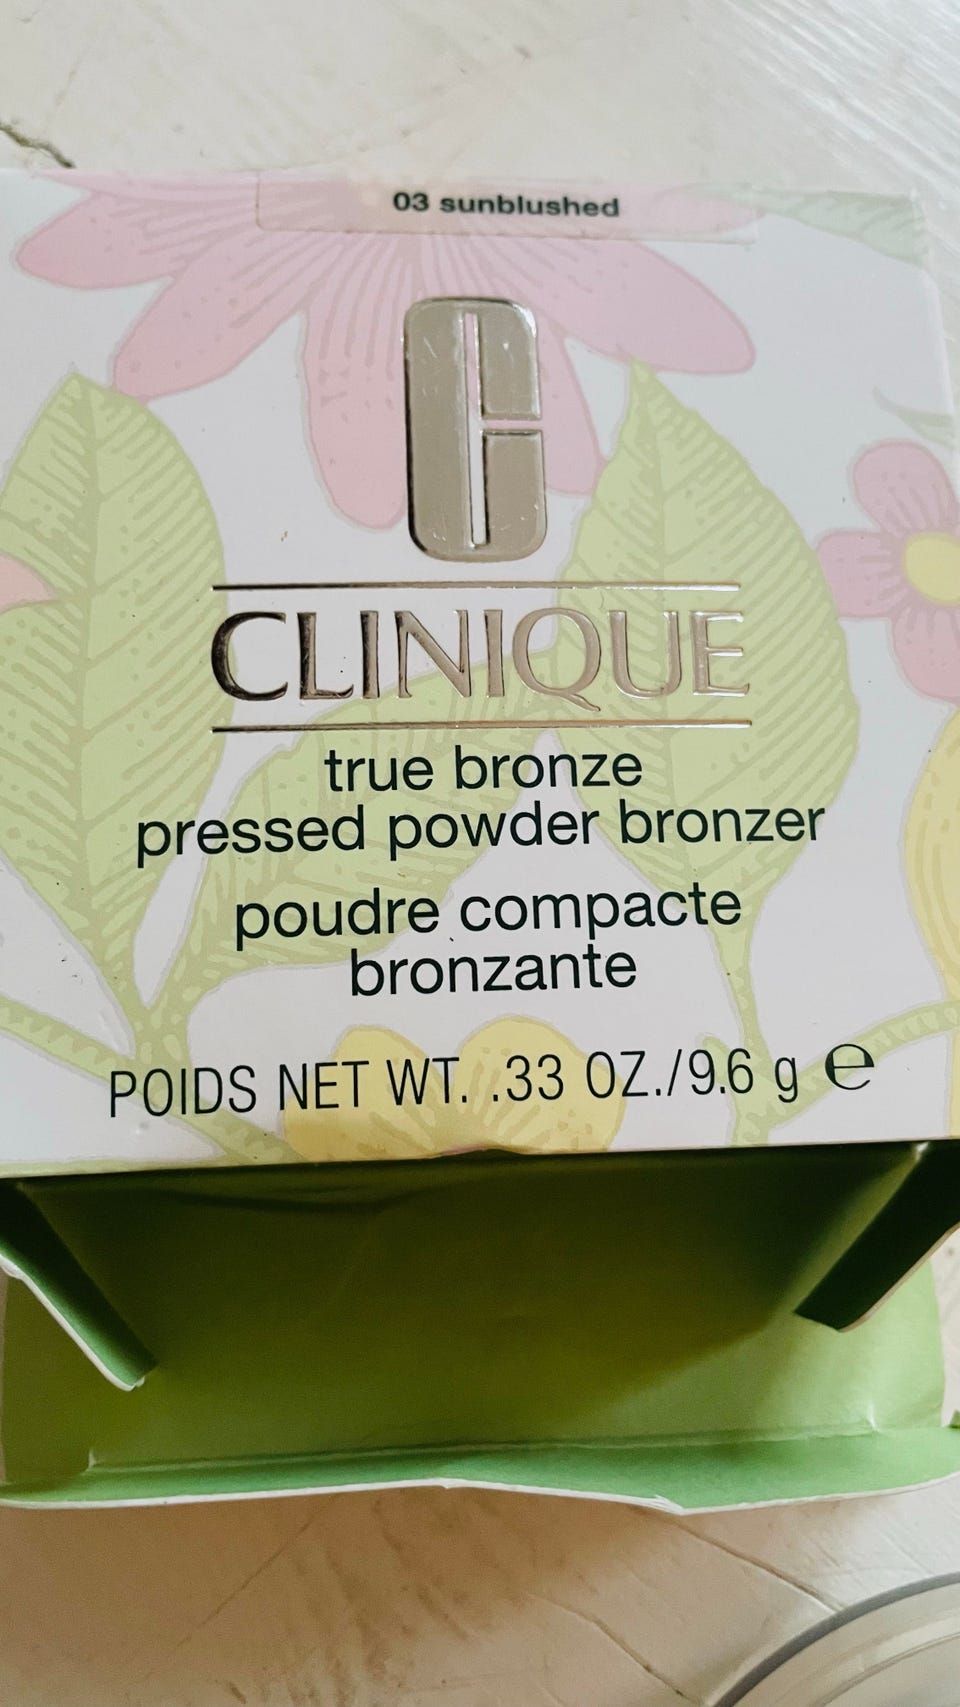 03 sunblushed
C
CLINIQUE
true bronze
pressed powder bronzer
poudre compacte
bronzante
POIDS NET WT. .33 OZ./9.6 g ℮